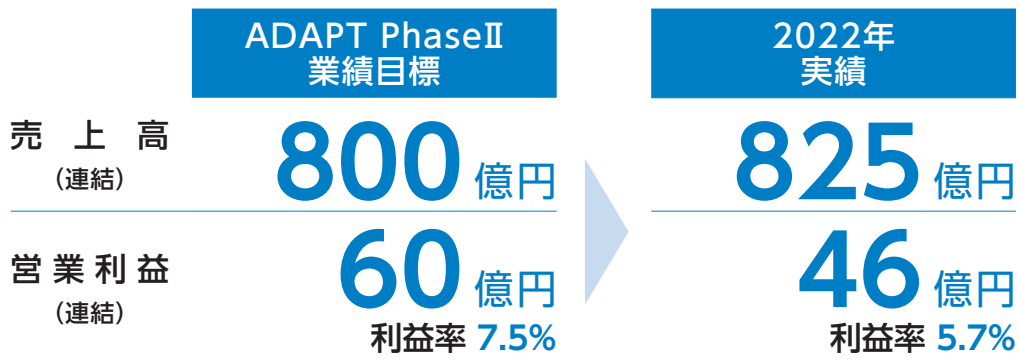 ADAPT PhaseⅡ
業績目標
2022年
実績
売上高
(連結)
800億円
825億円
営業利益
(連結)
60億円
利益率 7.5%
46億円
利益率 5.7%